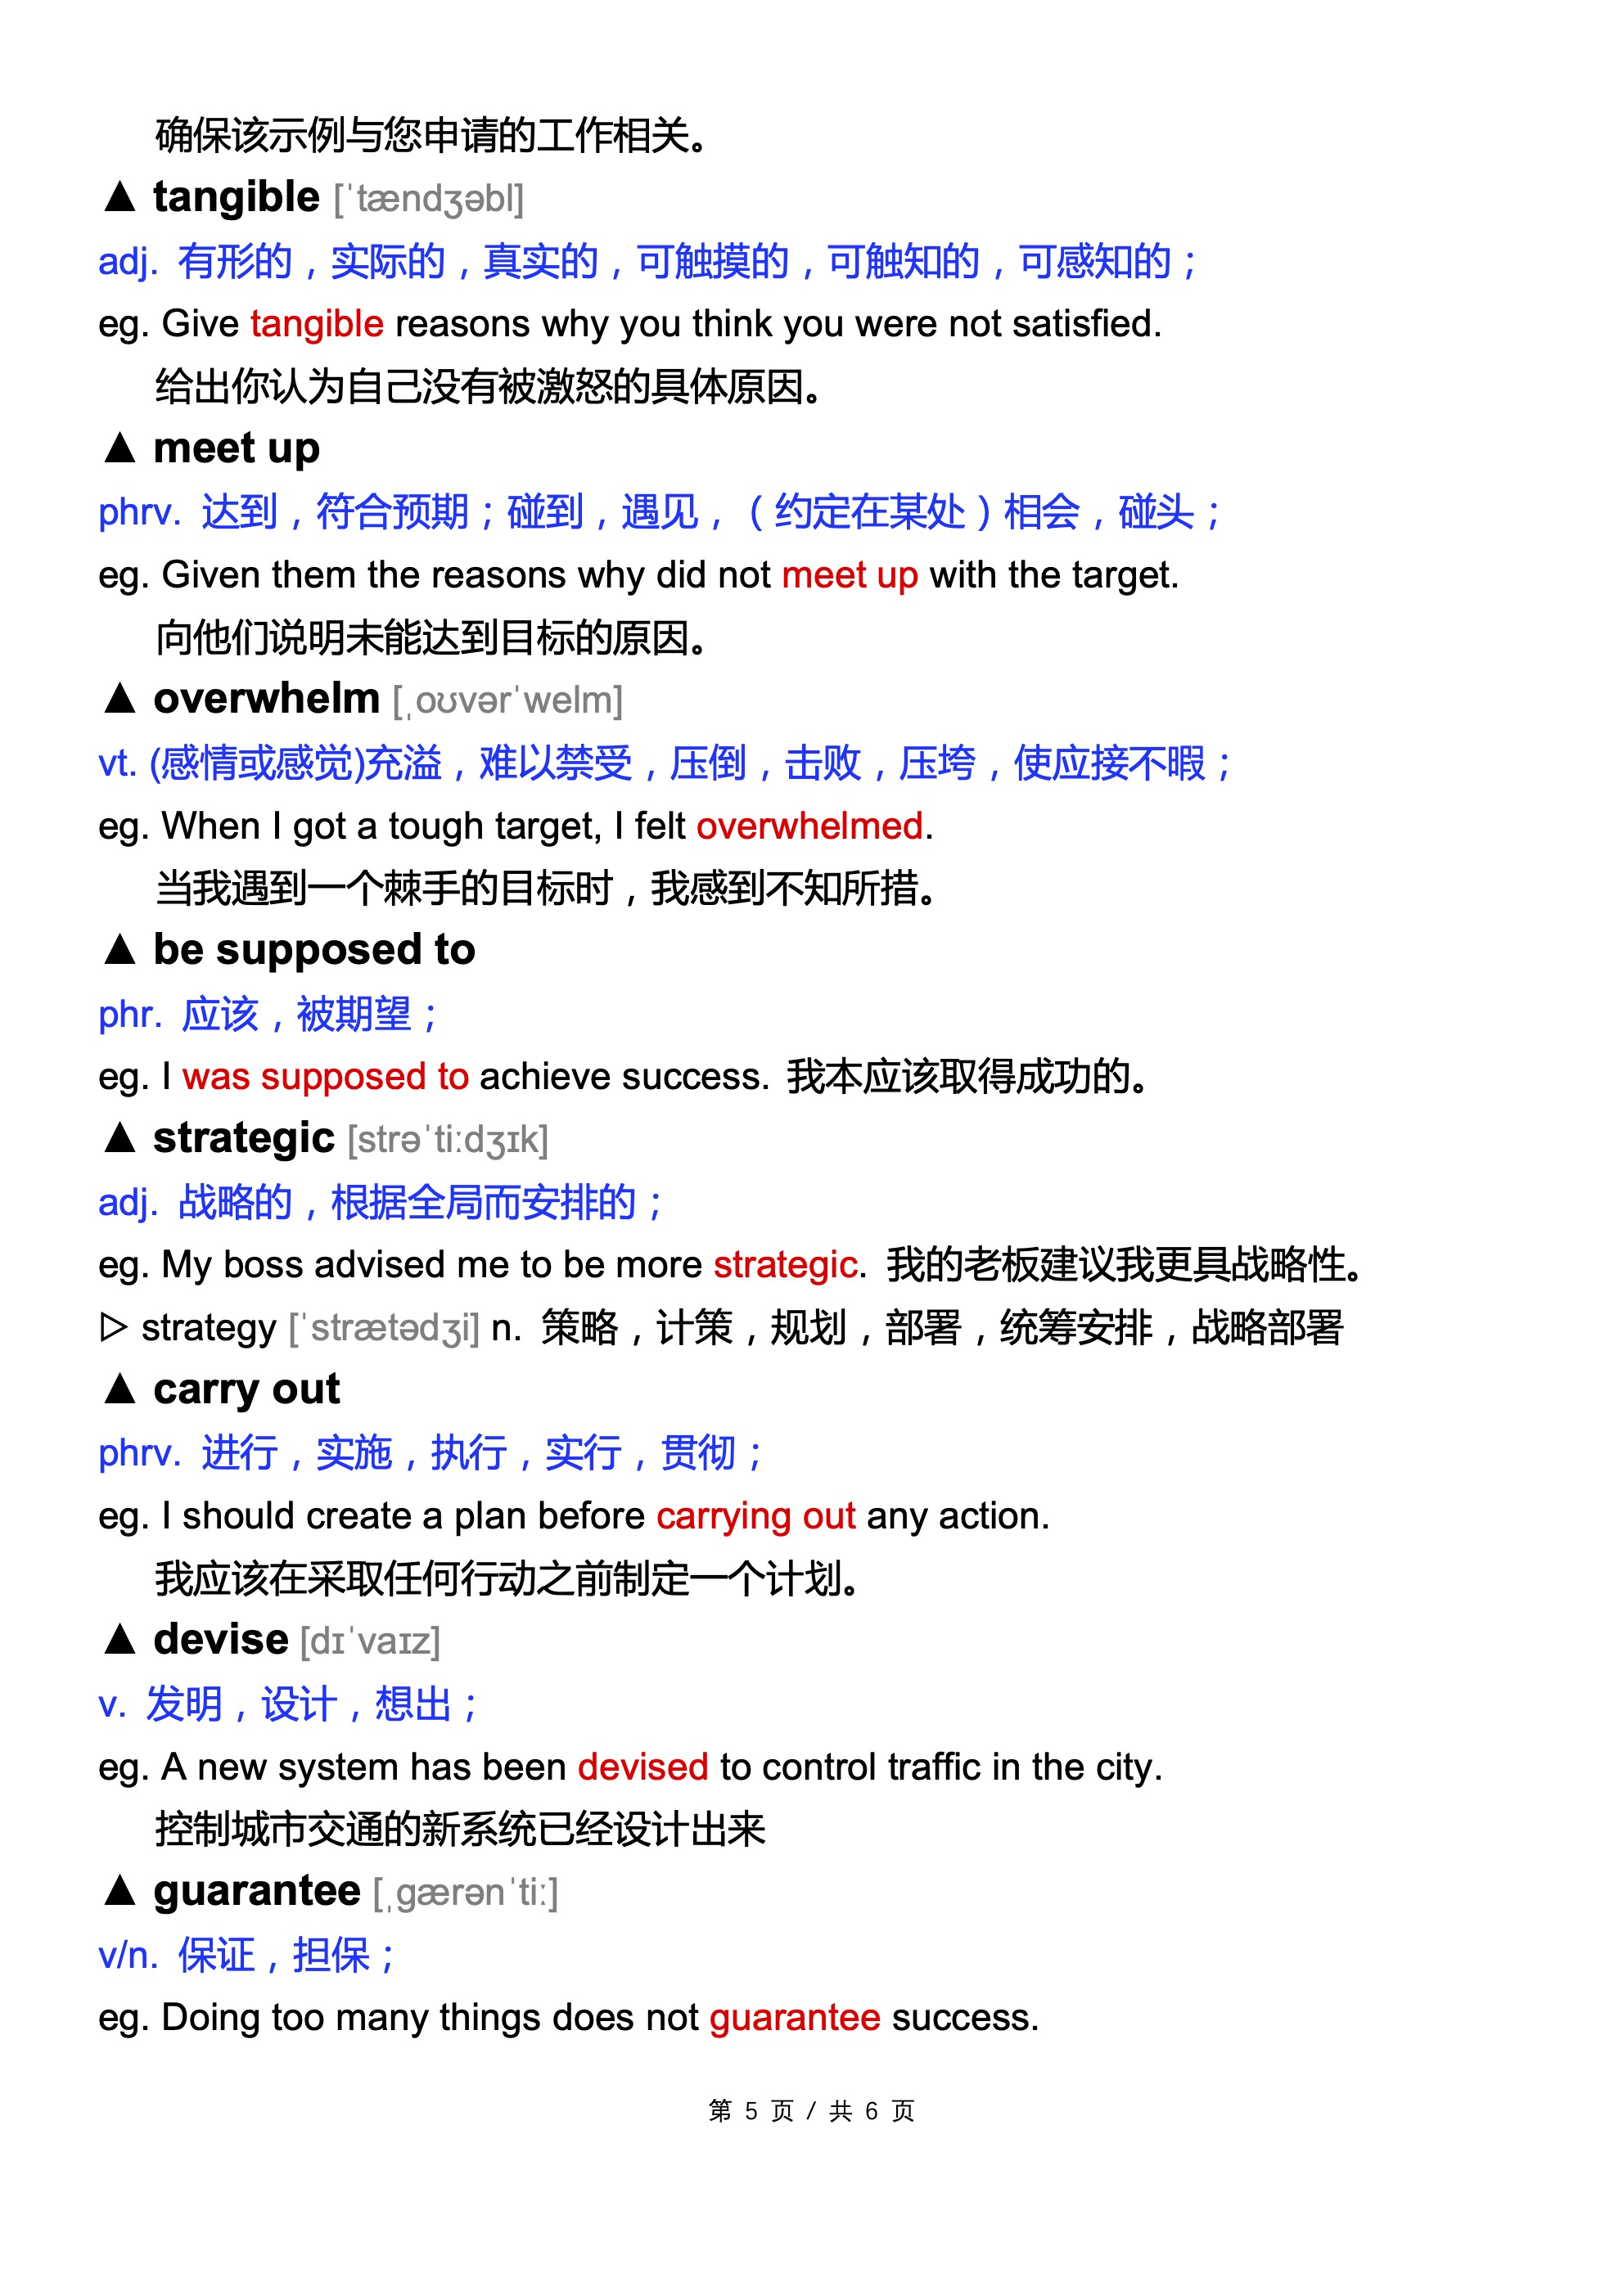 确保该示例与您申请的工作相关。
▲ tangible [ˈtændʒəbl]
adj. 有形的，实际的，真实的，可触摸的，可触知的，可感知的；
eg. Give tangible reasons why you think you were not satisfied.
给出你认为自己没有被激怒的具体原因。
▲ meet up
phrv. 达到，符合预期；碰到，遇见，（约定在某处）相会，碰头；
eg. Given them the reasons why did not meet up with the target.
向他们说明未能达到目标的原因。
▲ overwhelm [ˌoʊvərˈwelm]
vt. (感情或感觉)充溢，难以禁受，压倒，击败，压垮，使应接不暇；
eg. When I got a tough target, I felt overwhelmed.
当我遇到一个棘手的目标时，我感到不知所措。
▲ be supposed to
phr. 应该，被期望；
eg. I was supposed to achieve success. 我本应该取得成功的。
▲ strategic [strəˈtiːdʒɪk]
adj. 战略的，根据全局而安排的；
eg. My boss advised me to be more strategic. 我的老板建议我更具战略性。
▷ strategy [ˈstrætədʒi] n. 策略，计策，规划，部署，统筹安排，战略部署
▲ carry out
phrv. 进行，实施，执行，实行，贯彻；
eg. I should create a plan before carrying out any action.
我应该在采取任何行动之前制定一个计划。
▲ devise [dɪˈvaɪz]
v. 发明，设计，想出；
eg. A new system has been devised to control traffic in the city.
控制城市交通的新系统已经设计出来
▲ guarantee [ˌɡærənˈtiː]
v/n. 保证，担保；
eg. Doing too many things does not guarantee success.
第 5 页 / 共 6 页